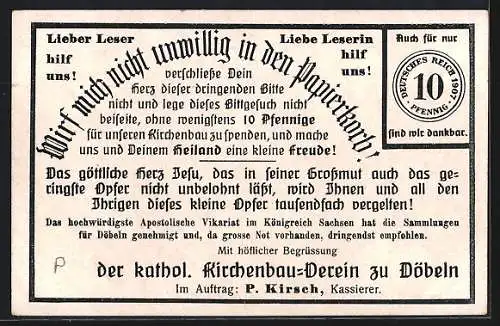 Lieber Leser
hilf
uns!
Liebe Leserin
hilf
uns!
Wirf mich nicht unwillig in den Papierkorb!
verschließe Dein
Herz dieser dringenden Bitte
nicht und lege dieses Bittgesuch nicht
beiseite, ohne wenigstens 10 Pfennige
für unseren Kirchenbau zu spenden, und mache
uns und Deinem Heiland eine kleine Freude!
Auch für nur
DEUTSCHES REICH 1907
10
PFENNIG
sind wir dankbar.
Das göttliche Herz Jesu, das in seiner Großmut auch das ge=
ringste Opfer nicht unbelohnt läßt, wird Ihnen und all den
Ihrigen dieses kleine Opfer tausendfach vergelten!
Das hochwürdigste Apostolische Vikariat im Königreich Sachsen hat die Sammlungen
für Döbeln genehmigt und, da grosse Not vorhanden, dringendst empfohlen.
Mit höflicher Begrüssung
der kathol. Kirchenbau=Verein zu Döbeln
Im Auftrag: P. Kirsch, Kassierer.
P